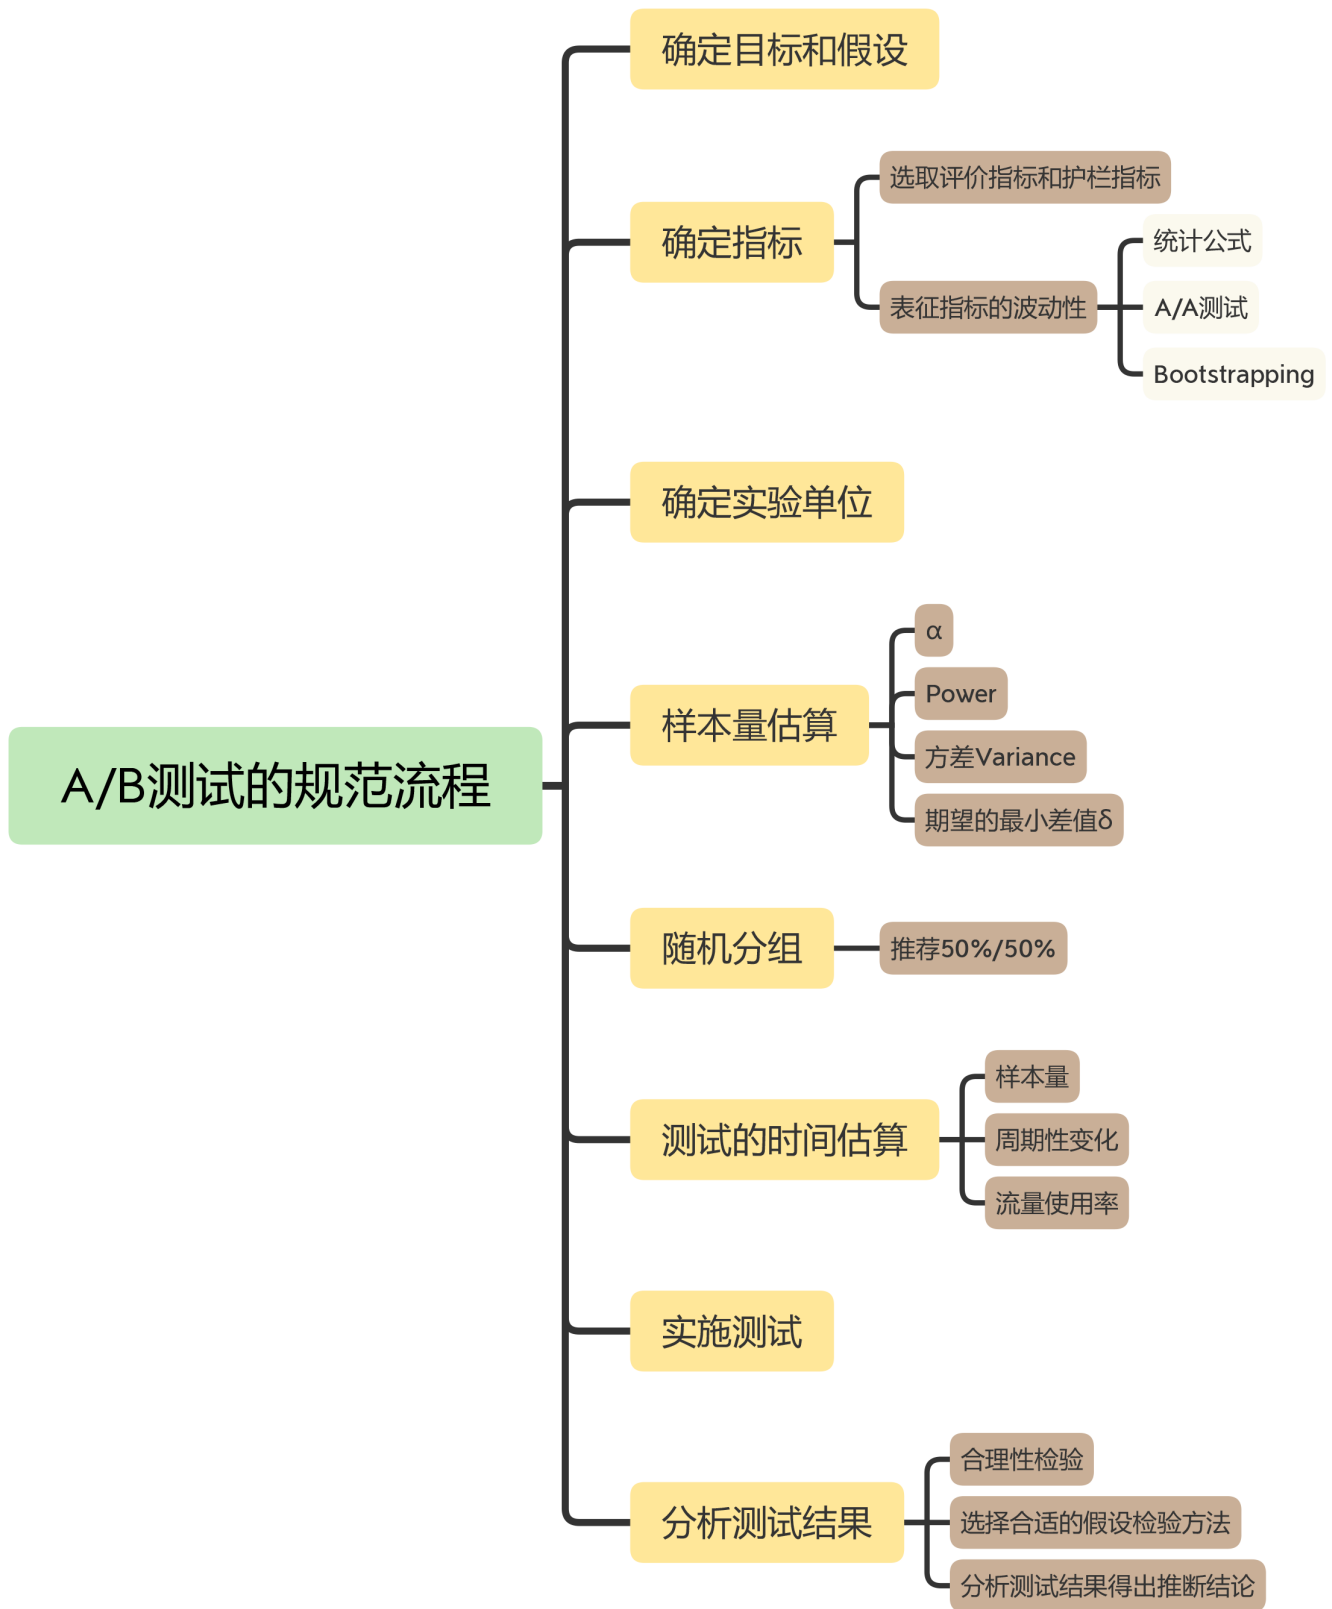 A/B测试的规范流程
确定目标和假设
确定指标
选取评价指标和护栏指标
表征指标的波动性
统计公式
A/A测试
Bootstrapping
确定实验单位
样本量估算
α
Power
方差Variance
期望的最小差值δ
随机分组
推荐50%/50%
测试的时间估算
样本量
周期性变化
流量使用率
实施测试
分析测试结果
合理性检验
选择合适的假设检验方法
分析测试结果得出推断结论